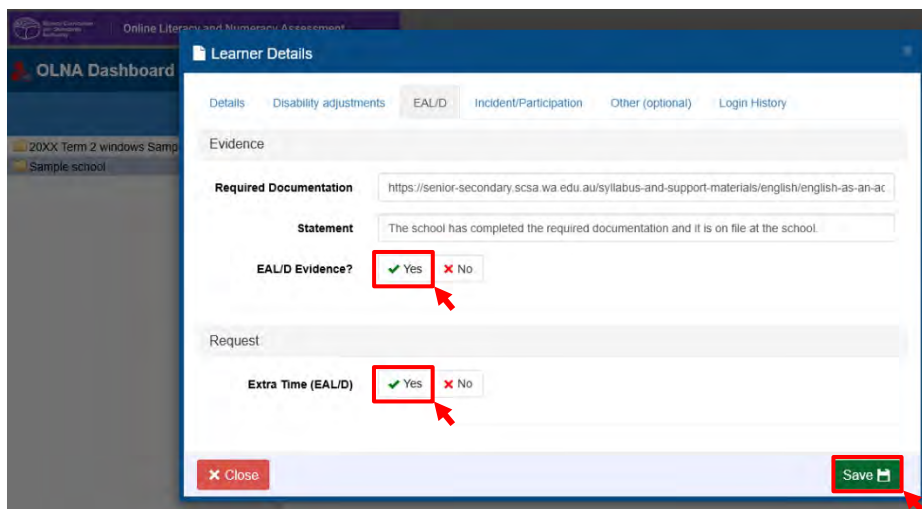 Online Literacy and Numeracy Assessment
OLNA Dashboard
20XX Term 2 windows Samp
Sample school
Learner Details
Details Disability adjustments EAL/D Incident/Participation Other (optional) Login History
Evidence
Required Documentation https://senior-secondary.scsa.wa.edu.au/syllabus-and-support-materials/english/english-as-an-ac
Statement The school has completed the required documentation and it is on file at the school.
EAL/D Evidence? Yes No
Request
Extra Time (EAL/D) Yes No
Close Save